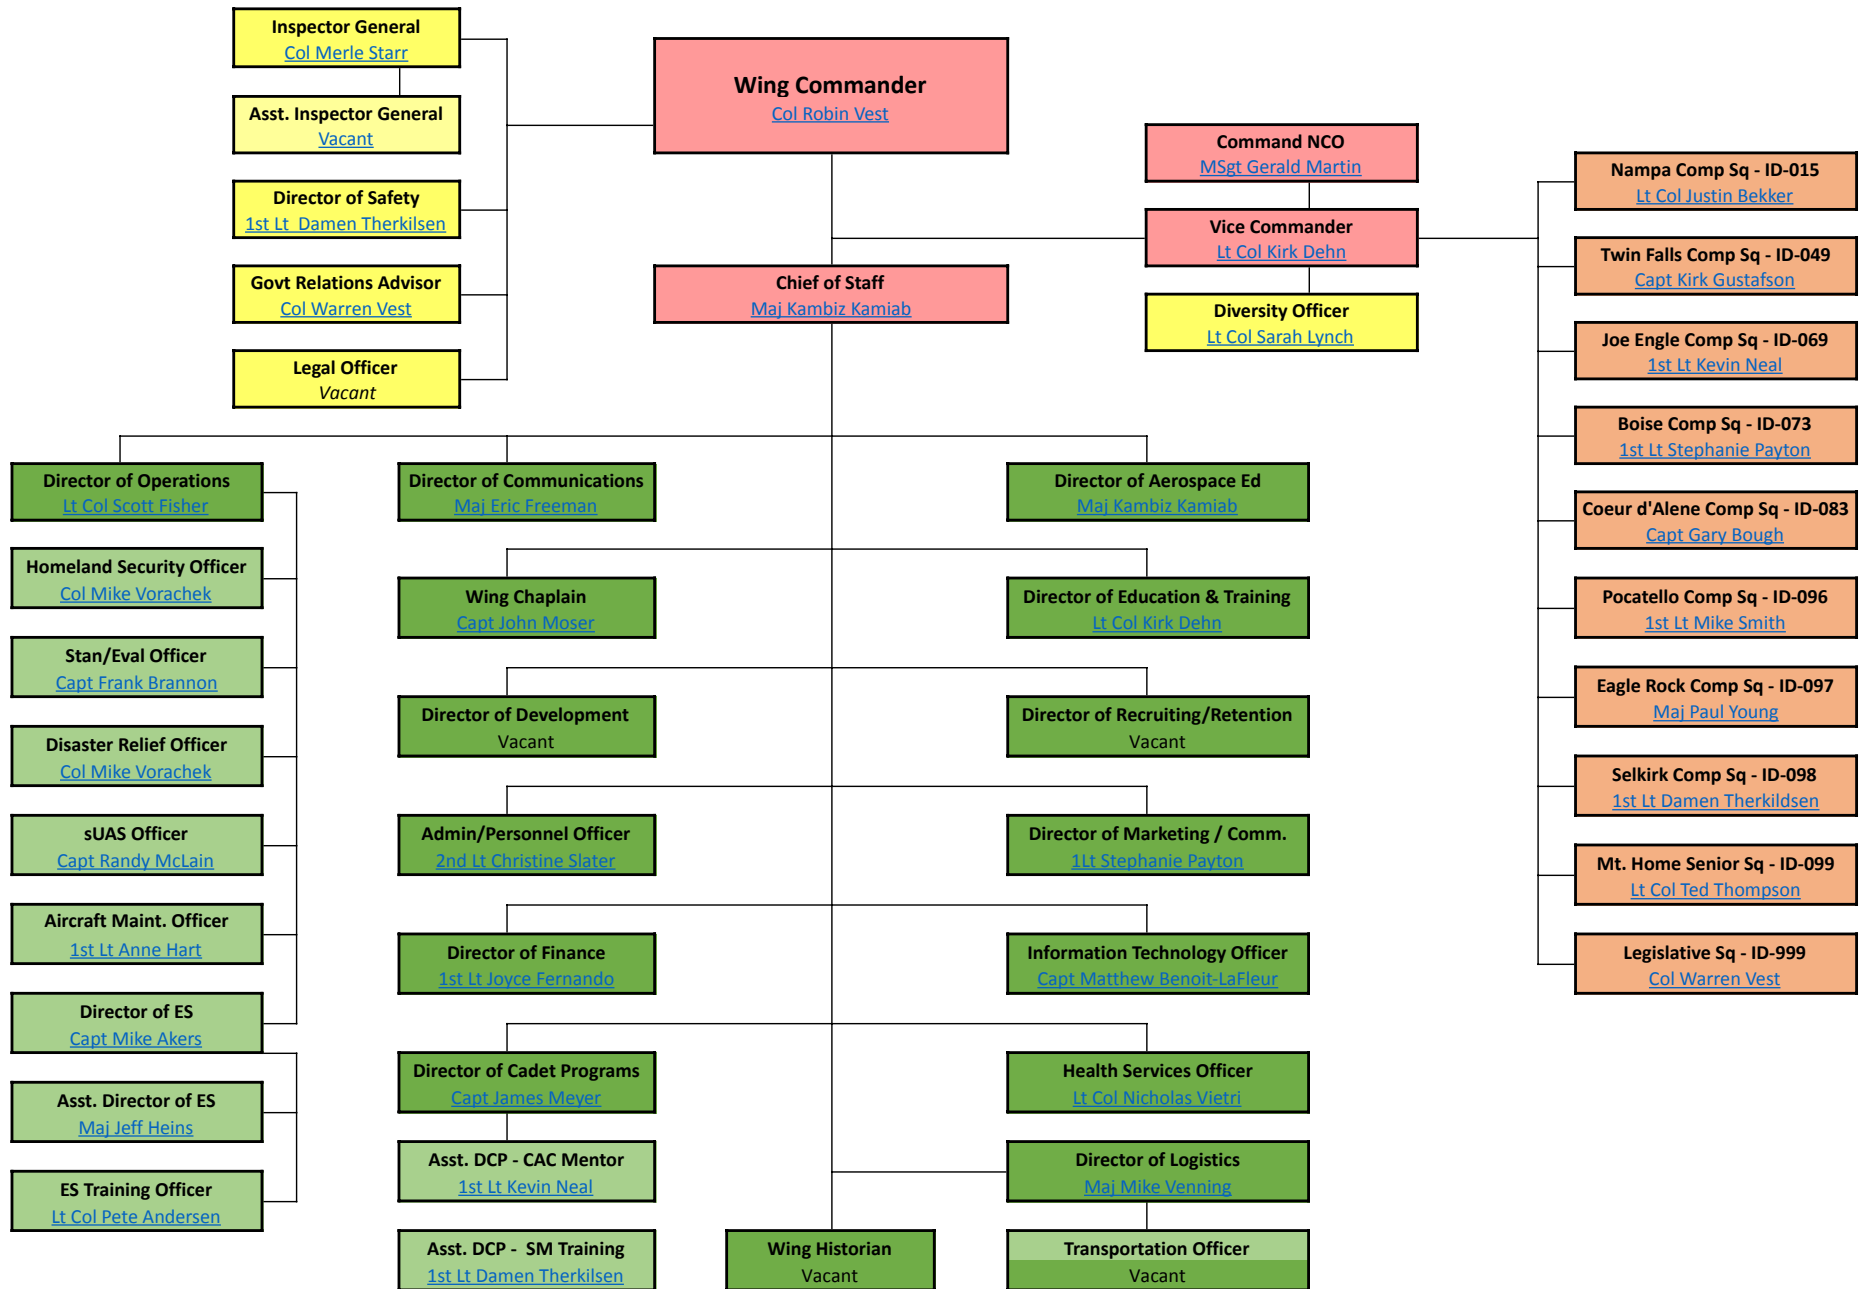 Inspector General
Col Merle Starr
Asst. Inspector General
Vacant
Director of Safety
1st Lt  Damen Therkilsen
Govt Relations Advisor
Col Warren Vest
Legal Officer
Vacant
Wing Commander
Col Robin Vest
Chief of Staff
Maj Kambiz Kamiab
Command NCO
MSgt Gerald Martin
Vice Commander
Lt Col Kirk Dehn
Diversity Officer
Lt Col Sarah Lynch
Nampa Comp Sq - ID-015
Lt Col Justin Bekker
Twin Falls Comp Sq - ID-049
Capt Kirk Gustafson
Joe Engle Comp Sq - ID-069
1st Lt Kevin Neal
Boise Comp Sq - ID-073
1st Lt Stephanie Payton
Coeur d'Alene Comp Sq - ID-083
Capt Gary Bough
Pocatello Comp Sq - ID-096
1st Lt Mike Smith
Eagle Rock Comp Sq - ID-097
Maj Paul Young
Selkirk Comp Sq - ID-098
1st Lt Damen Therkildsen
Mt. Home Senior Sq - ID-099
Lt Col Ted Thompson
Legislative Sq - ID-999
Col Warren Vest
Director of Operations
Lt Col Scott Fisher
Homeland Security Officer
Col Mike Vorachek
Stan/Eval Officer
Capt Frank Brannon
Disaster Relief Officer
Col Mike Vorachek
sUAS Officer
Capt Randy McLain
Aircraft Maint. Officer
1st Lt Anne Hart
Director of ES
Capt Mike Akers
Asst. Director of ES
Maj Jeff Heins
ES Training Officer
Lt Col Pete Andersen
Director of Communications
Maj Eric Freeman
Director of Aerospace Ed
Maj Kambiz Kamiab
Wing Chaplain
Capt John Moser
Director of Education & Training
Lt Col Kirk Dehn
Director of Development
Vacant
Director of Recruiting/Retention
Vacant
Admin/Personnel Officer
2nd Lt Christine Slater
Director of Marketing / Comm.
1Lt Stephanie Payton
Director of Finance
1st Lt Joyce Fernando
Information Technology Officer
Capt Matthew Benoit-LaFleur
Director of Cadet Programs
Capt James Meyer
Health Services Officer
Lt Col Nicholas Vietri
Asst. DCP - CAC Mentor
1st Lt Kevin Neal
Director of Logistics
Maj Mike Venning
Asst. DCP -  SM Training
1st Lt Damen Therkilsen
Wing Historian
Vacant
Transportation Officer
Vacant